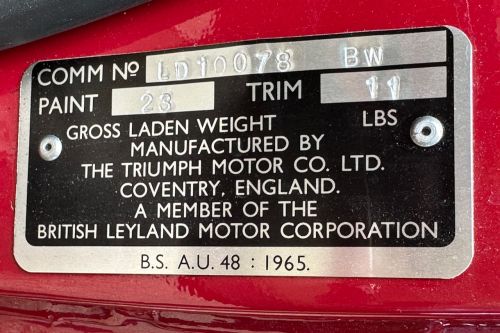 COMM Nº LD10078 BW
PAINT 23 TRIM 11
GROSS LADEN WEIGHT LBS
MANUFACTURED BY
THE TRIUMPH MOTOR CO. LTD.
COVENTRY, ENGLAND.
A MEMBER OF THE
BRITISH LEYLAND MOTOR CORPORATION
B.S. A.U. 48 : 1965.